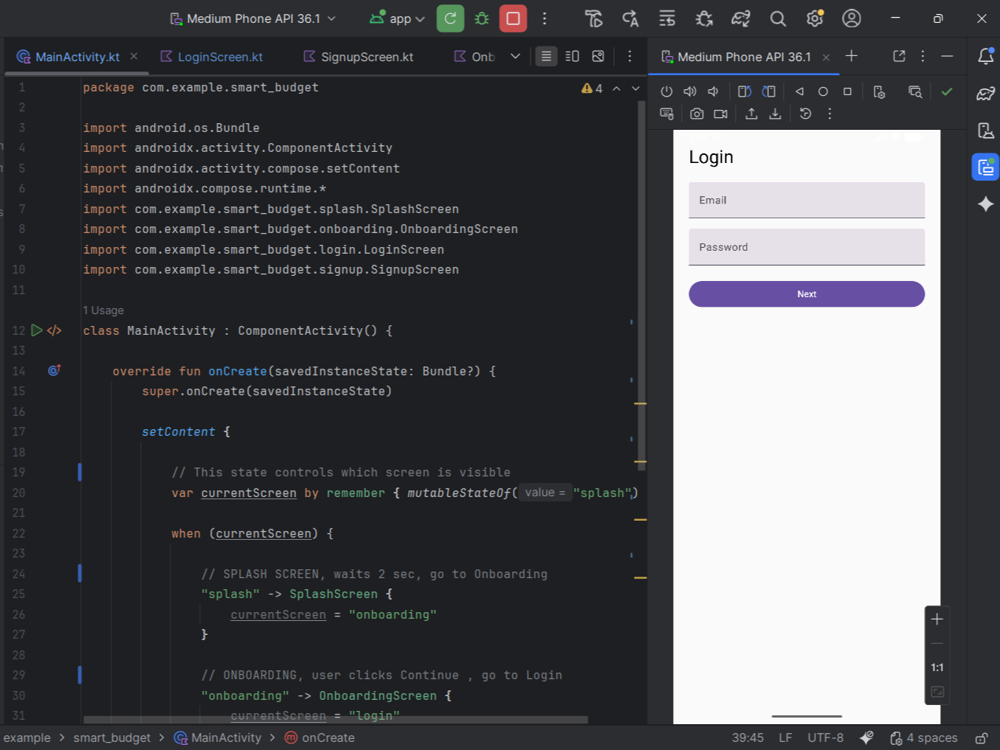 Medium Phone API 36.1
app
MainActivity.kt
LoginScreen.kt
SignupScreen.kt
Onb
Medium Phone API 36.1
1 package com.example.smart_budget
4
2
3 import android.os.Bundle
4 import androidx.activity.ComponentActivity
5 import androidx.activity.compose.setContent
6 import androidx.compose.runtime.*
7 import com.example.smart_budget.splash.SplashScreen
8 import com.example.smart_budget.onboarding.OnboardingScreen
9 import com.example.smart_budget.login.LoginScreen
10 import com.example.smart_budget.signup.SignupScreen
11
1 Usage
12 class MainActivity : ComponentActivity() {
13
14 override fun onCreate(savedInstanceState: Bundle?) {
15 super.onCreate(savedInstanceState)
16
17 setContent {
18
19 // This state controls which screen is visible
20 var currentScreen by remember { mutableStateOf( value = "splash")
21
22 when (currentScreen) {
23
24 // SPLASH SCREEN, waits 2 sec, go to Onboarding
25 "splash" -> SplashScreen {
26 currentScreen = "onboarding"
27 }
28
29 // ONBOARDING, user clicks Continue , go to Login
30 "onboarding" -> OnboardingScreen {
31 currentScreen = "login"
Login
Email
Password
Next
1:1
example > smart_budget > MainActivity > onCreate
39:45 LF UTF-8 4 spaces